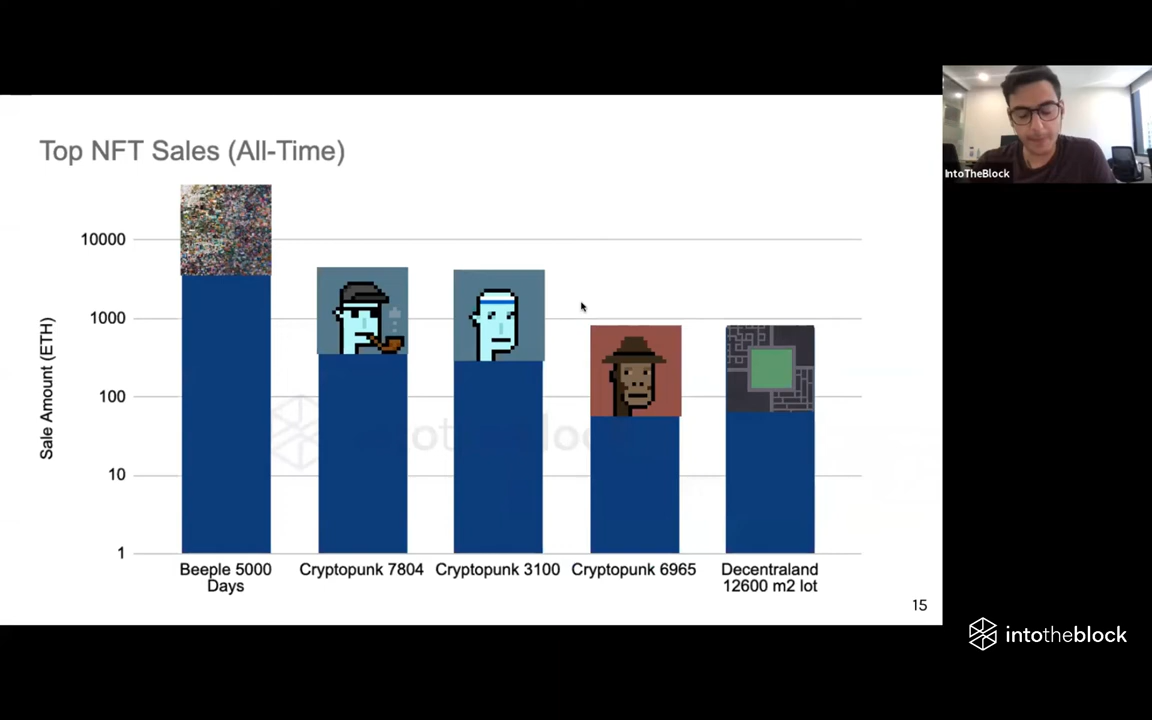 Top NFT Sales (All-Time)
IntoTheBlock
Sale Amount (ETH)
10000
1000
100
10
1
intotheblock
Beeple 5000 Days
Cryptopunk 7804
Cryptopunk 3100
Cryptopunk 6965
Decentraland
12600 m2 lot
15
intotheblock